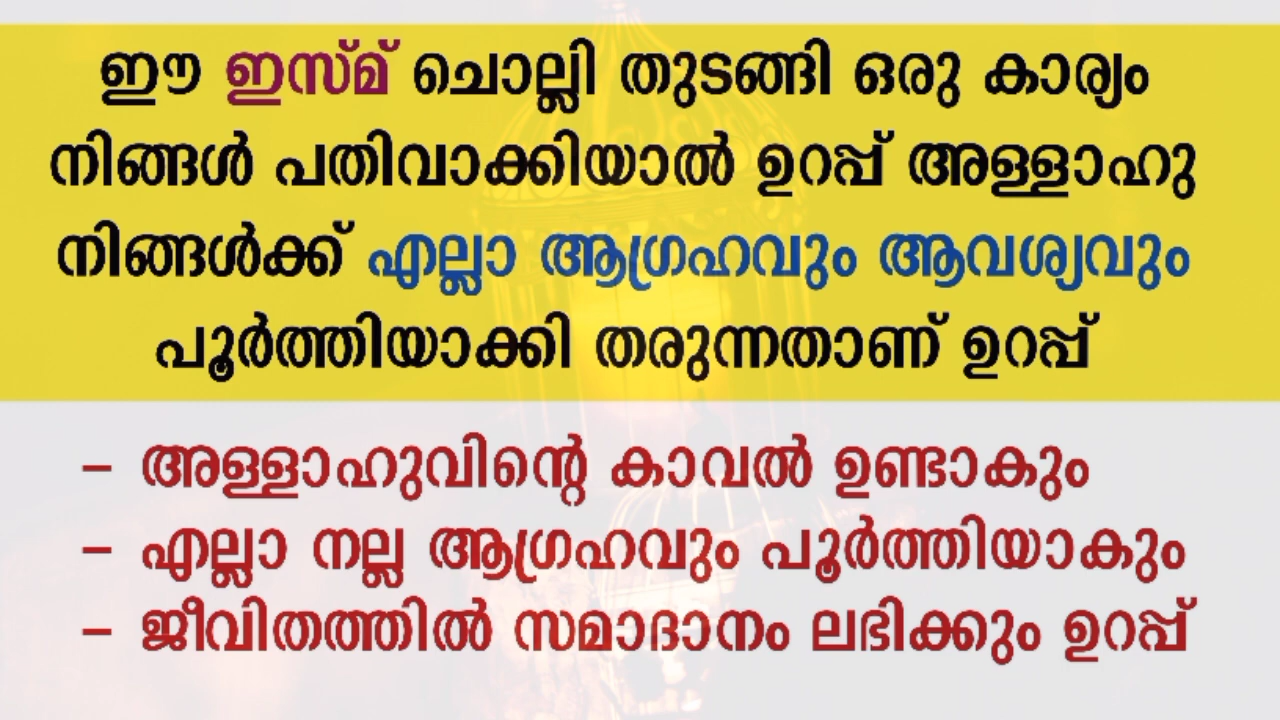 ഈ ഇസ്മ് ചൊല്ലി തുടങ്ങി ഒരു കാര്യം
നിങ്ങൾ പതിവാക്കിയാൽ ഉറപ്പ് അള്ളാഹു
നിങ്ങൾക്ക് എല്ലാ ആഗ്രഹവും ആവശ്യവും
പൂർത്തിയാക്കി തരുന്നതാണ് ഉറപ്പ്
- അള്ളാഹുവിന്റെ കാവൽ ഉണ്ടാകും
- എല്ലാ നല്ല ആഗ്രഹവും പൂർത്തിയാകും
- ജീവിതത്തിൽ സമാദാനം ലഭിക്കും ഉറപ്പ്